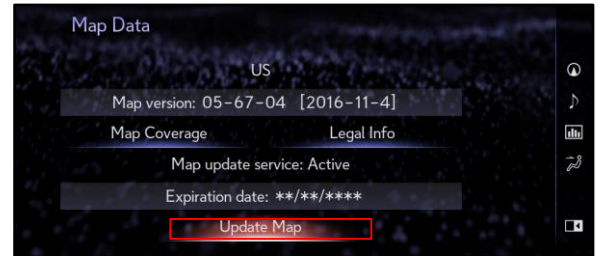 Map Data
US
Map version: 05-67-04 [2016-11-4]
Map Coverage Legal Info
Map update service: Active
Expiration date: **/**/****
Update Map